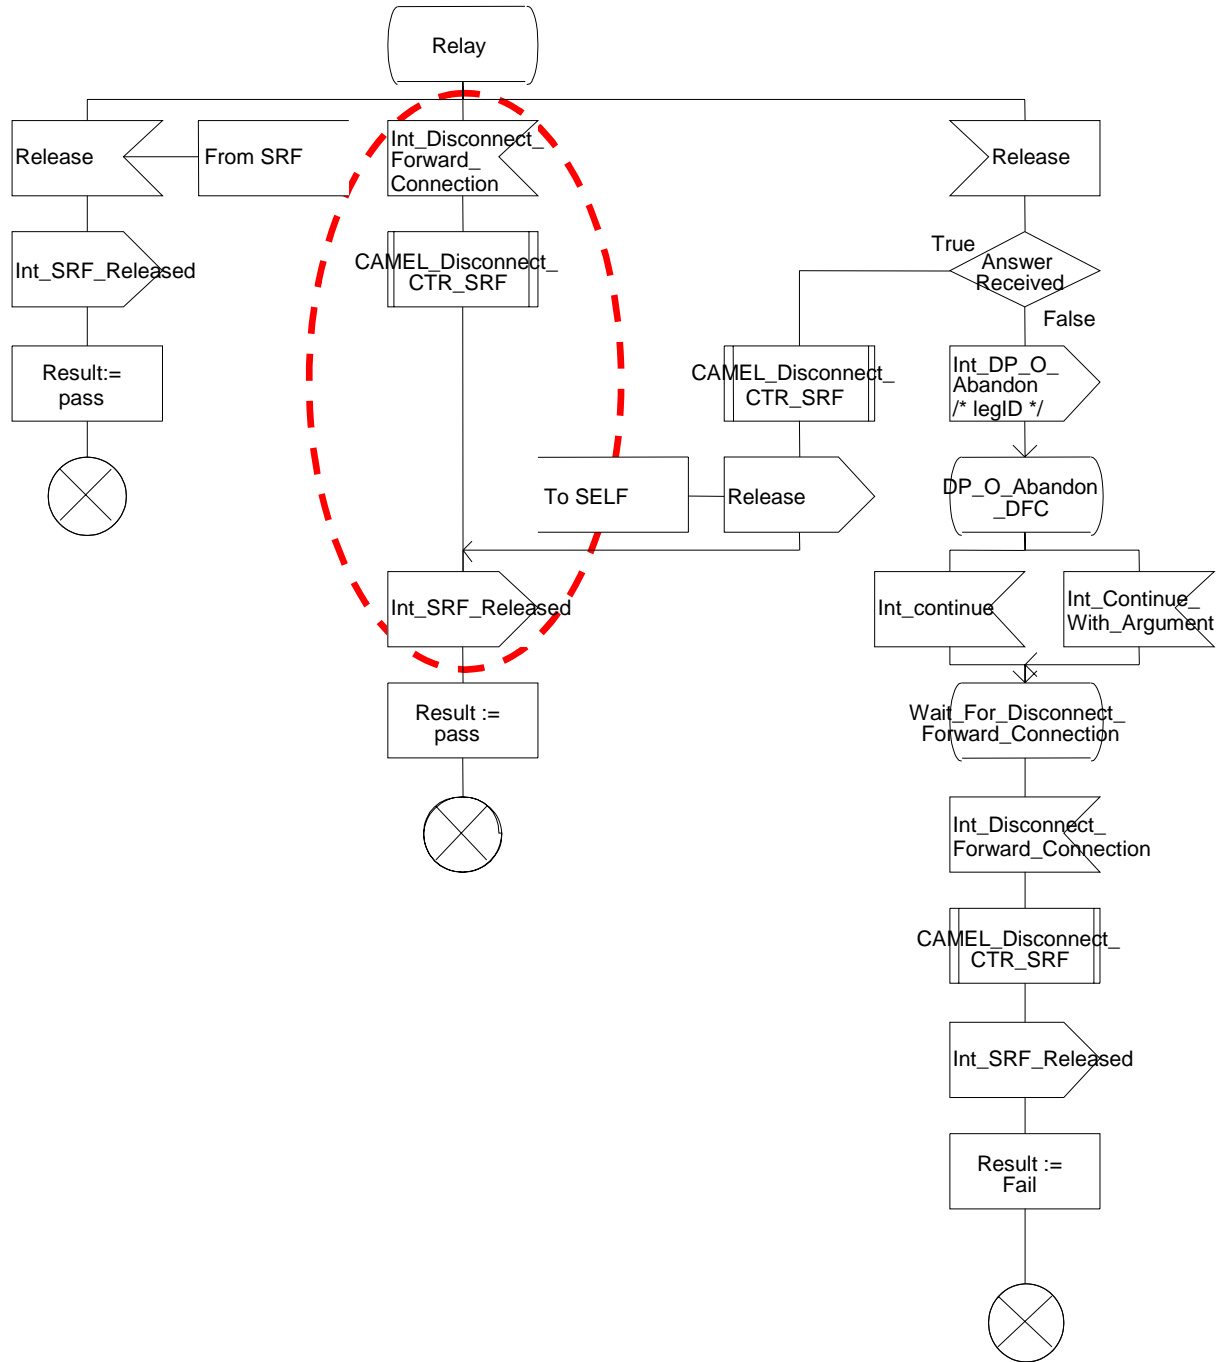 Relay
Release
From SRF
Int_Disconnect_
Forward_
Connection
Release
Int_SRF_Released
CAMEL_Disconnect_
CTR_SRF
True
Answer
Received
False
Result:=
pass
CAMEL_Disconnect_
CTR_SRF
Int_DP_O_
Abandon
/* legID */
To SELF
Release
DP_O_Abandon
_DFC
Int_SRF_Released
Int_continue
Int_Continue_
With_Argument
Result :=
pass
Wait_For_Disconnect_
Forward_Connection
Int_Disconnect_
Forward_Connection
CAMEL_Disconnect_
CTR_SRF
Int_SRF_Released
Result :=
Fail